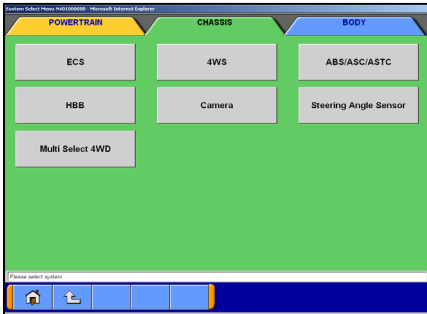 System Select Menu N401000000 - Microsoft Internet Explorer
POWERTRAIN CHASSIS BODY
ECS 4WS ABS/ASC/ASTC
HBB Camera Steering Angle Sensor
Multi Select 4WD
Please select system